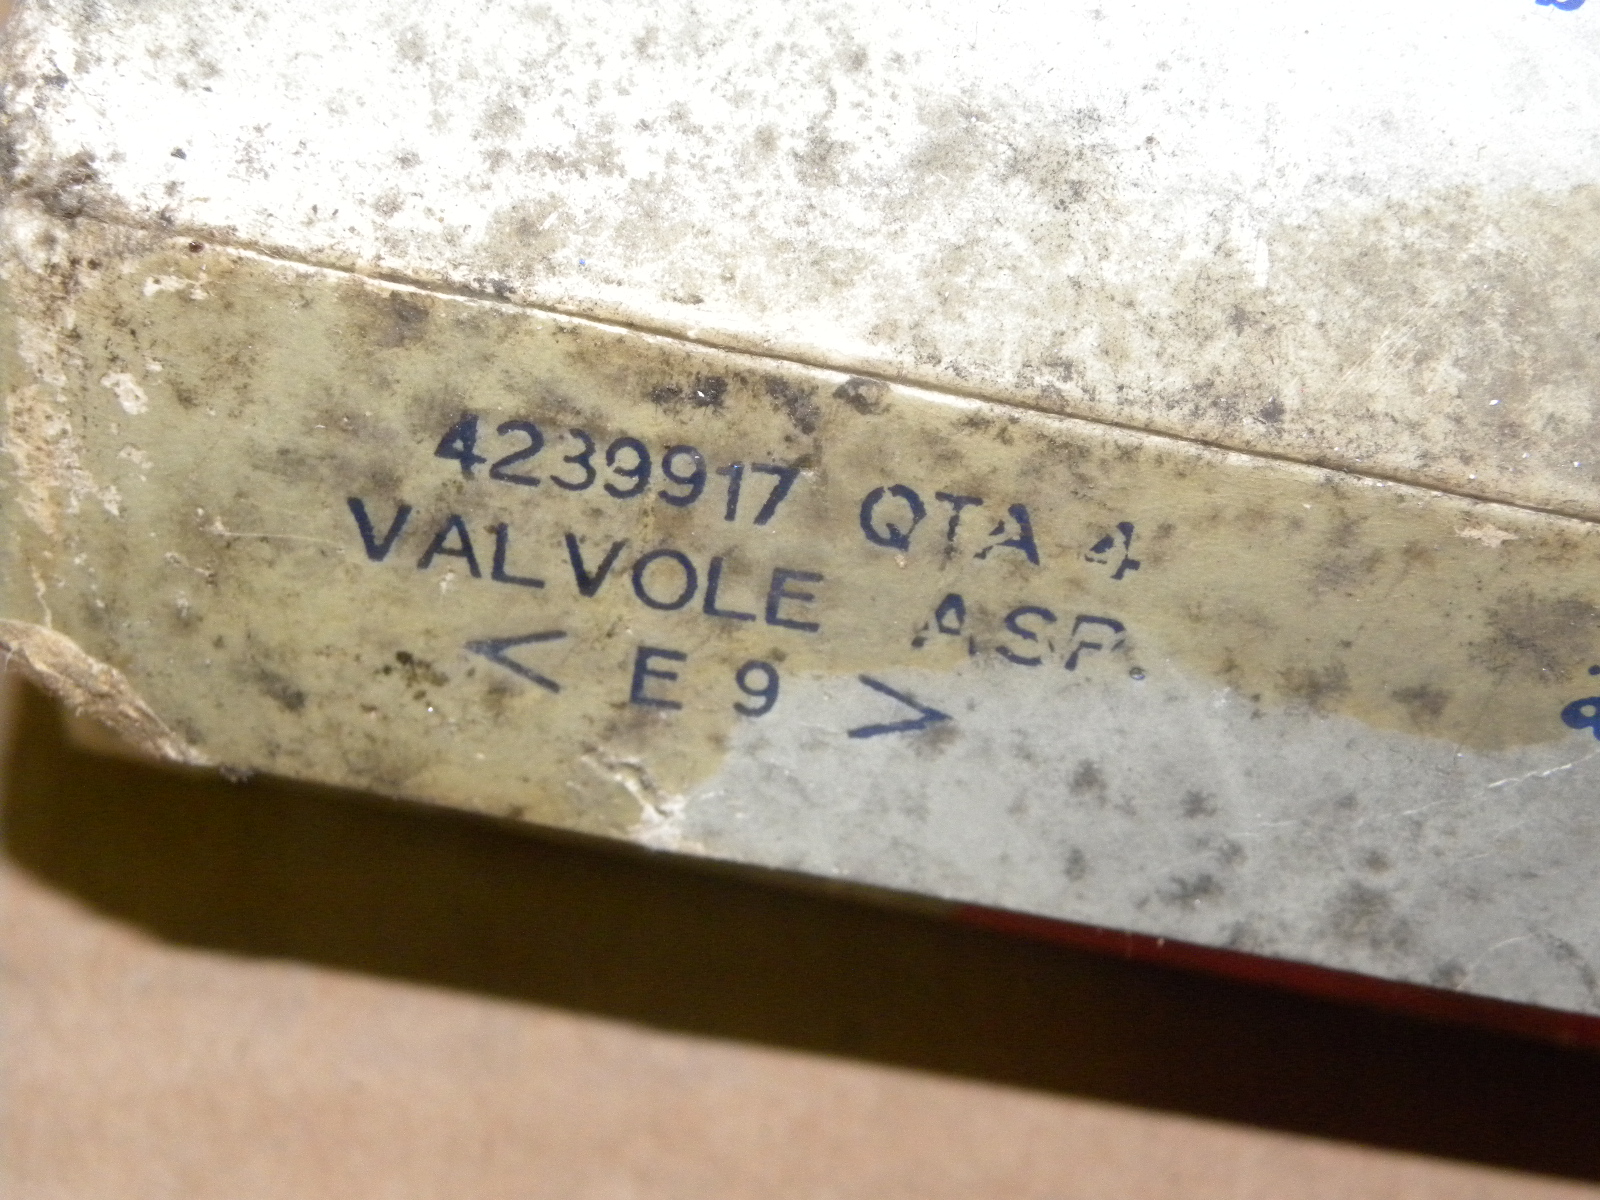 4239917 QTA 4
VALVOLE ASP.
< E 9 >